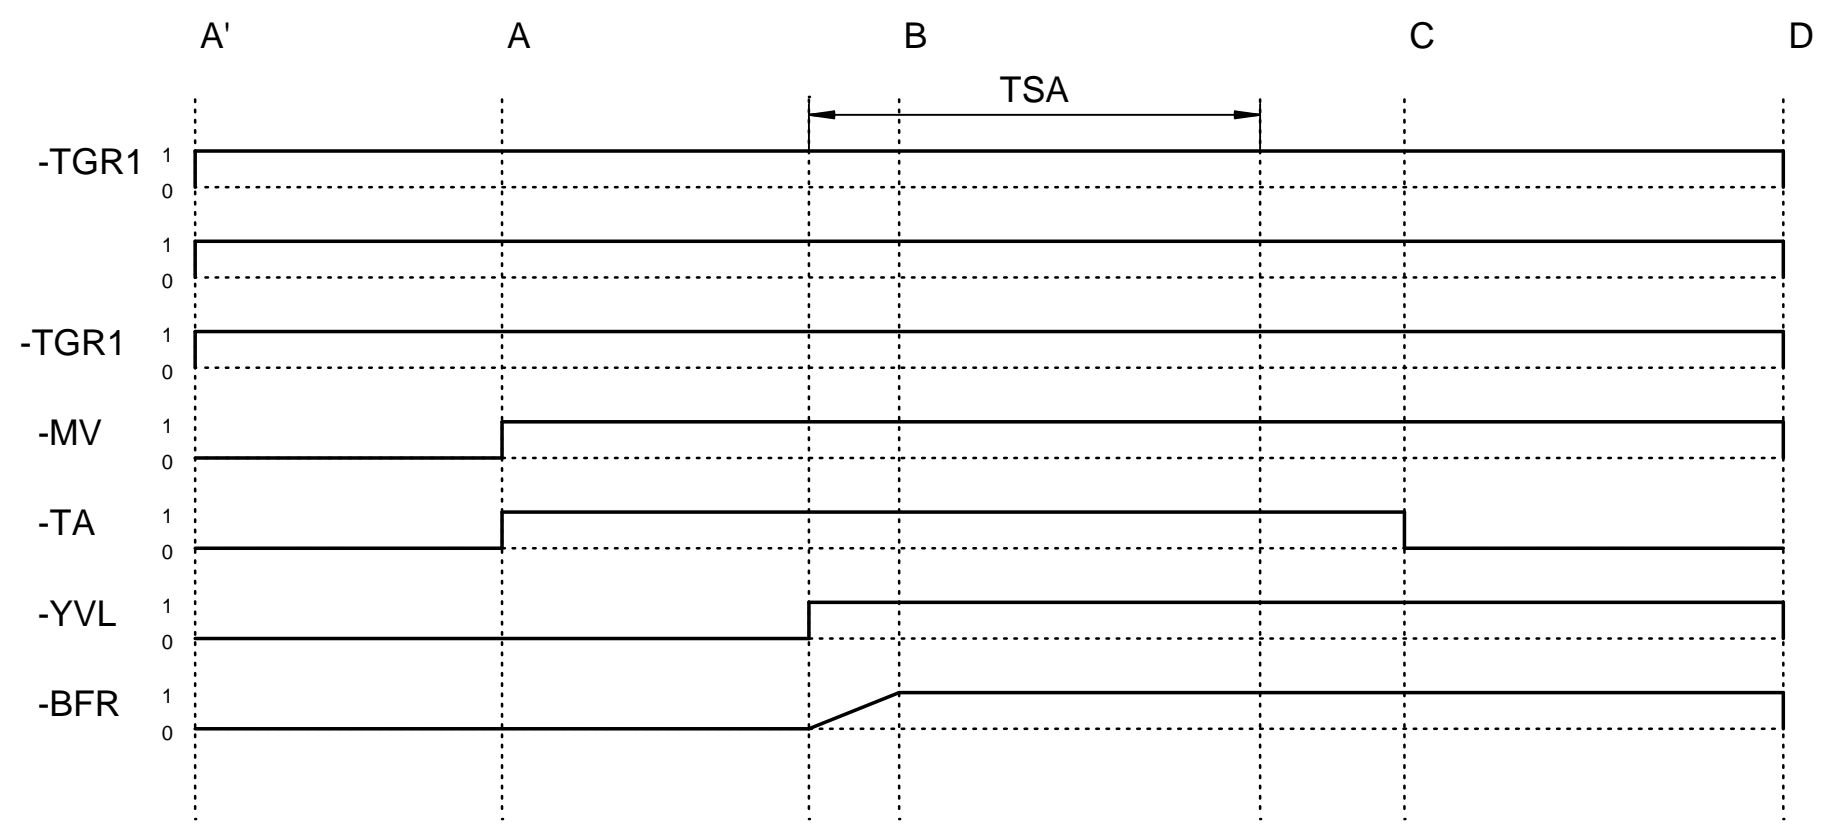 A' A B C D
TSA
-TGR1 1
0
1
0
-TGR1 1
0
-MV 1
0
-TA 1
0
-YVL 1
0
-BFR 1
0